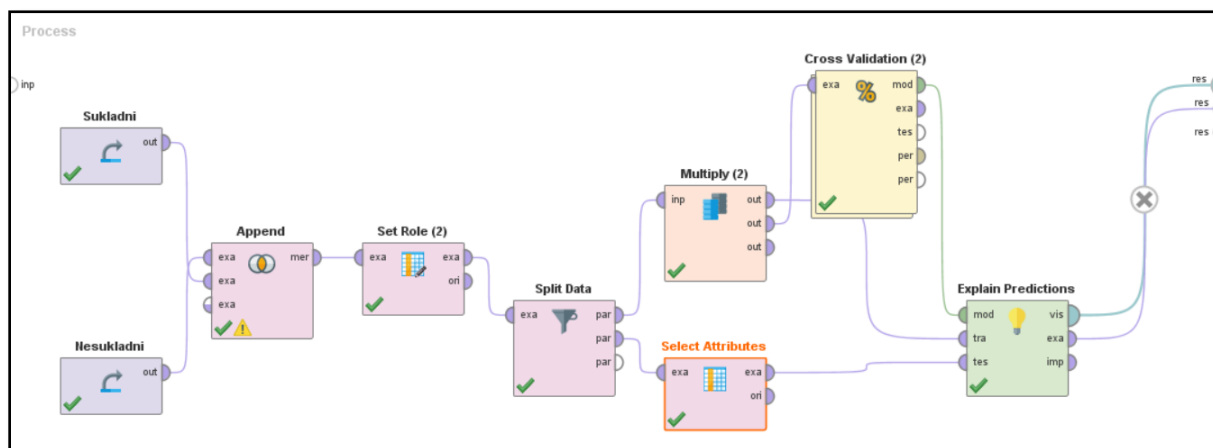 Process
inp
Sukladni
out
Nesukladni
out
Append
exa
exa
exa
mer
Set Role (2)
exa
exa
ori
Split Data
exa
par
par
par
Multiply (2)
inp
out
out
out
Select Attributes
exa
exa
ori
Cross Validation (2)
exa
%
mod
exa
tes
per
per
Explain Predictions
mod
tra
tes
vis
exa
imp
res
res
res